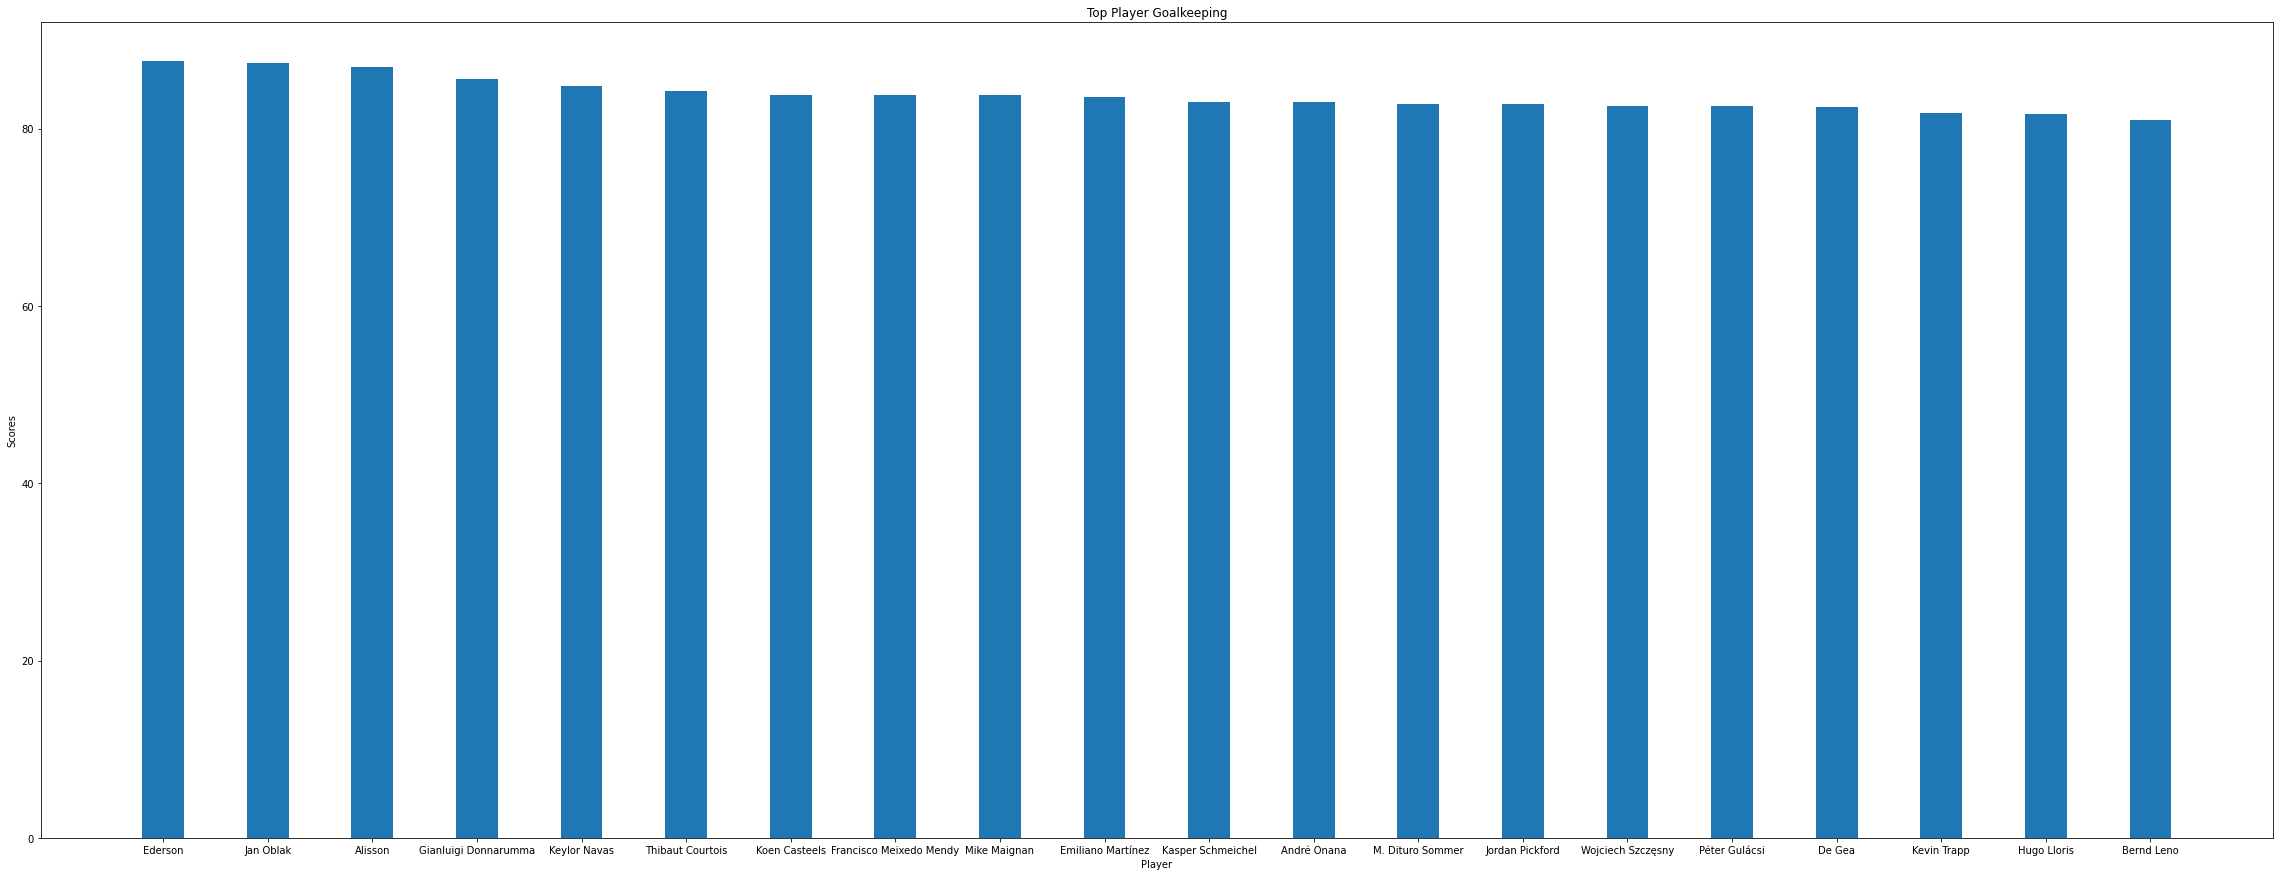 Top Player Goalkeeping
80
60
40
20
0
Scores
Ederson Jan Oblak Alisson Gianluigi Donnarumma Keylor Navas Thibaut Courtois Koen Casteels Francisco Meixedo Mendy Mike Maignan Emiliano Martínez Kasper Schmeichel André Onana M. Dituro Sommer Jordan Pickford Wojciech Szczęsny Péter Gulácsi De Gea Kevin Trapp Hugo Lloris Bernd Leno
Player